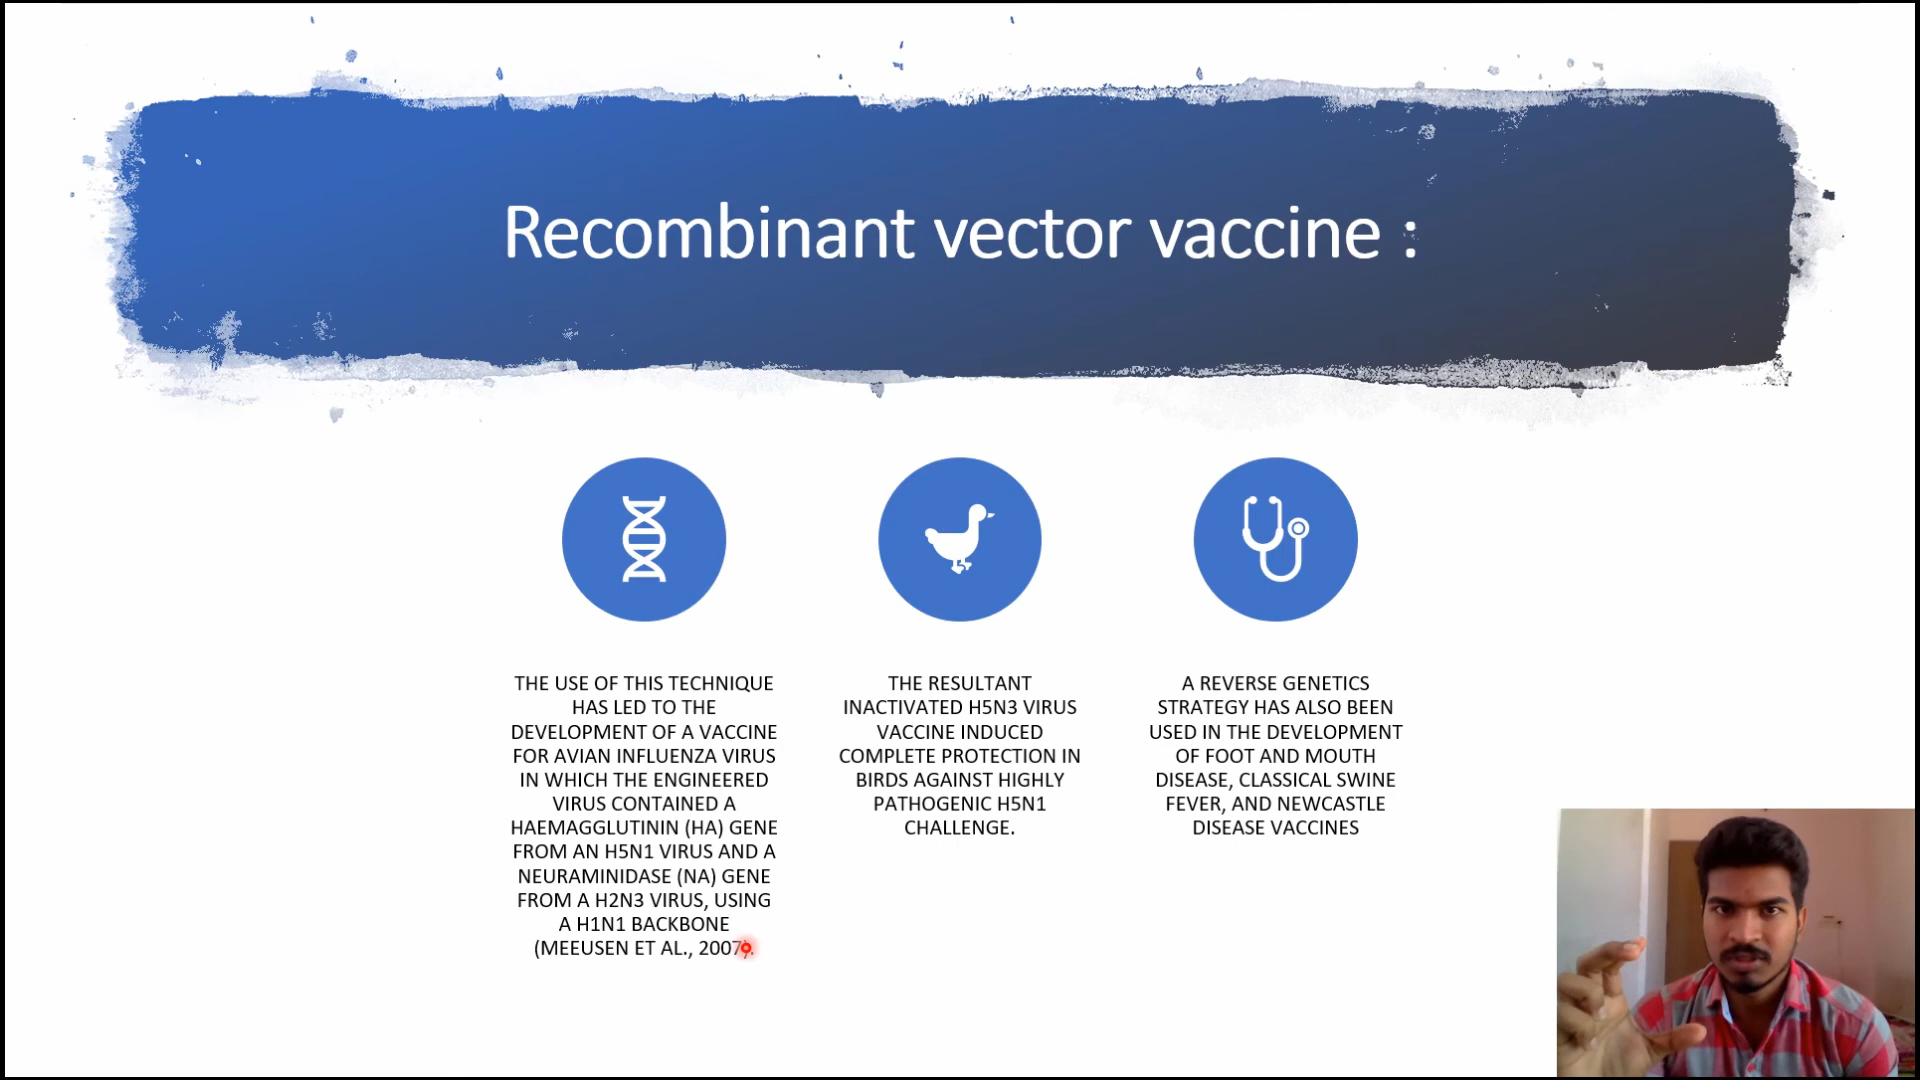 Recombinant vector vaccine :
THE USE OF THIS TECHNIQUE
HAS LED TO THE
DEVELOPMENT OF A VACCINE
FOR AVIAN INFLUENZA VIRUS
IN WHICH THE ENGINEERED
VIRUS CONTAINED A
HAEMAGGLUTININ (HA) GENE
FROM AN H5N1 VIRUS AND A
NEURAMINIDASE (NA) GENE
FROM A H2N3 VIRUS, USING
A H1N1 BACKBONE
(MEEUSEN ET AL., 2007).
THE RESULTANT
INACTIVATED H5N3 VIRUS
VACCINE INDUCED
COMPLETE PROTECTION IN
BIRDS AGAINST HIGHLY
PATHOGENIC H5N1
CHALLENGE.
A REVERSE GENETICS
STRATEGY HAS ALSO BEEN
USED IN THE DEVELOPMENT
OF FOOT AND MOUTH
DISEASE, CLASSICAL SWINE
FEVER, AND NEWCASTLE
DISEASE VACCINES